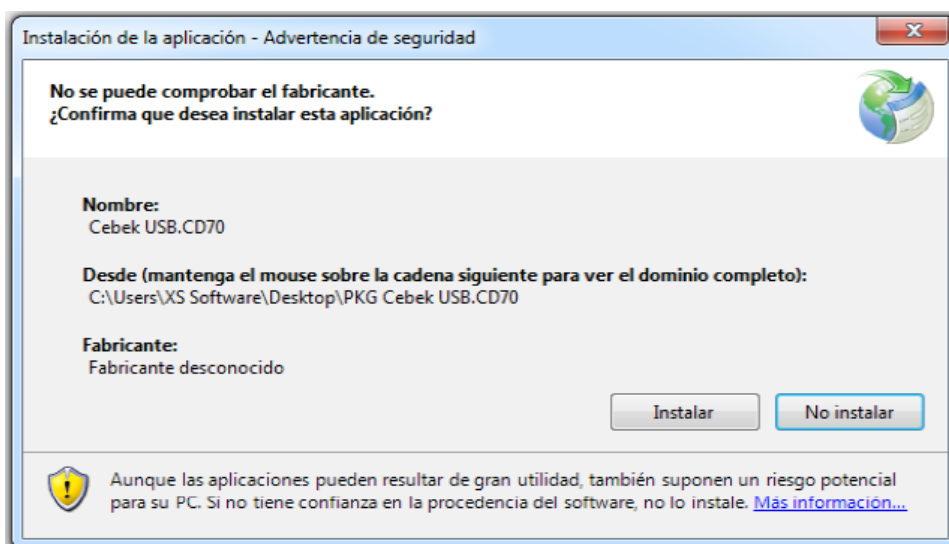 Instalación de la aplicación - Advertencia de seguridad
No se puede comprobar el fabricante.
¿Confirma que desea instalar esta aplicación?
Nombre:
Cebek USB.CD70
Desde (mantenga el mouse sobre la cadena siguiente para ver el dominio completo):
C:\Users\XS Software\Desktop\PKG Cebek USB.CD70
Fabricante:
Fabricante desconocido
Instalar No instalar
Aunque las aplicaciones pueden resultar de gran utilidad, también suponen un riesgo potencial
para su PC. Si no tiene confianza en la procedencia del software, no lo instale. Más información...